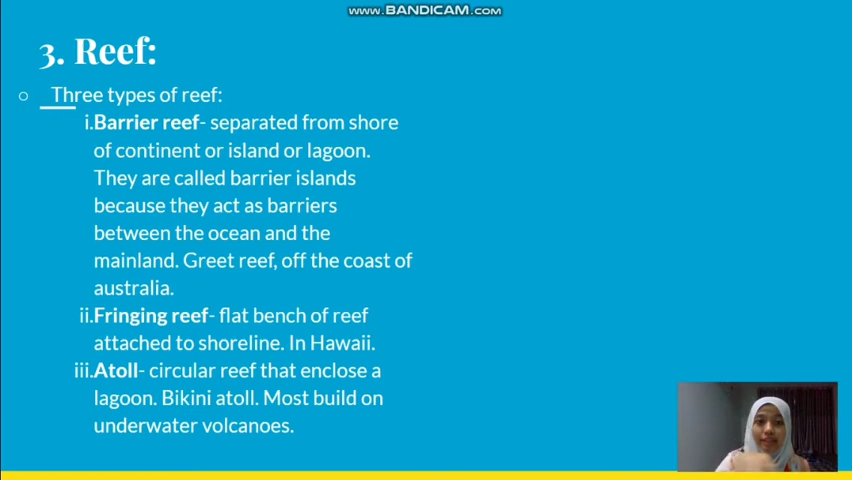 www.BANDICAM.com
3. Reef:
○ Three types of reef:
i.Barrier reef- separated from shore
of continent or island or lagoon.
They are called barrier islands
because they act as barriers
between the ocean and the
mainland. Greet reef, off the coast of
australia.
ii.Fringing reef- flat bench of reef
attached to shoreline. In Hawaii.
iii.Atoll- circular reef that enclose a
lagoon. Bikini atoll. Most build on
underwater volcanoes.